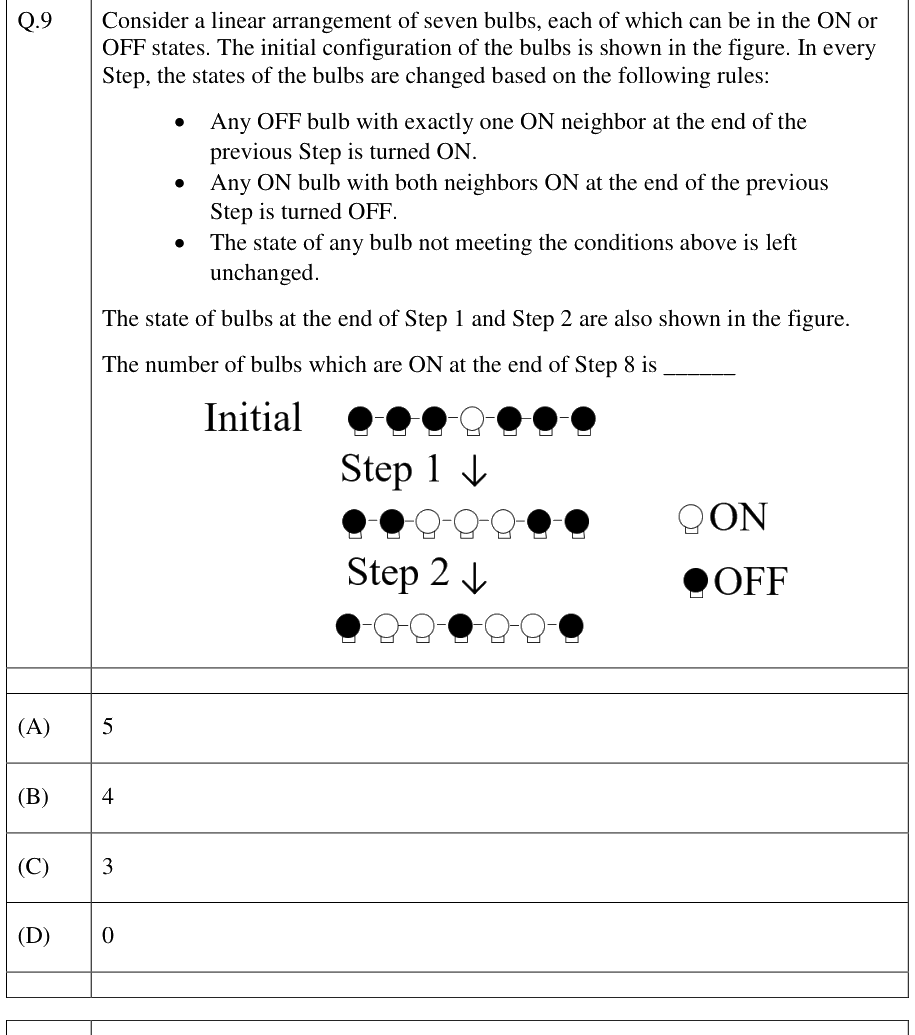 Q.9
Consider a linear arrangement of seven bulbs, each of which can be in the ON or
OFF states. The initial configuration of the bulbs is shown in the figure. In every
Step, the states of the bulbs are changed based on the following rules:
• Any OFF bulb with exactly one ON neighbor at the end of the
previous Step is turned ON.
• Any ON bulb with both neighbors ON at the end of the previous
Step is turned OFF.
• The state of any bulb not meeting the conditions above is left
unchanged.
The state of bulbs at the end of Step 1 and Step 2 are also shown in the figure.
The number of bulbs which are ON at the end of Step 8 is ______
Initial
Step 1 ↓
ON
Step 2 ↓
OFF
(A) 5
(B) 4
(C) 3
(D) 0